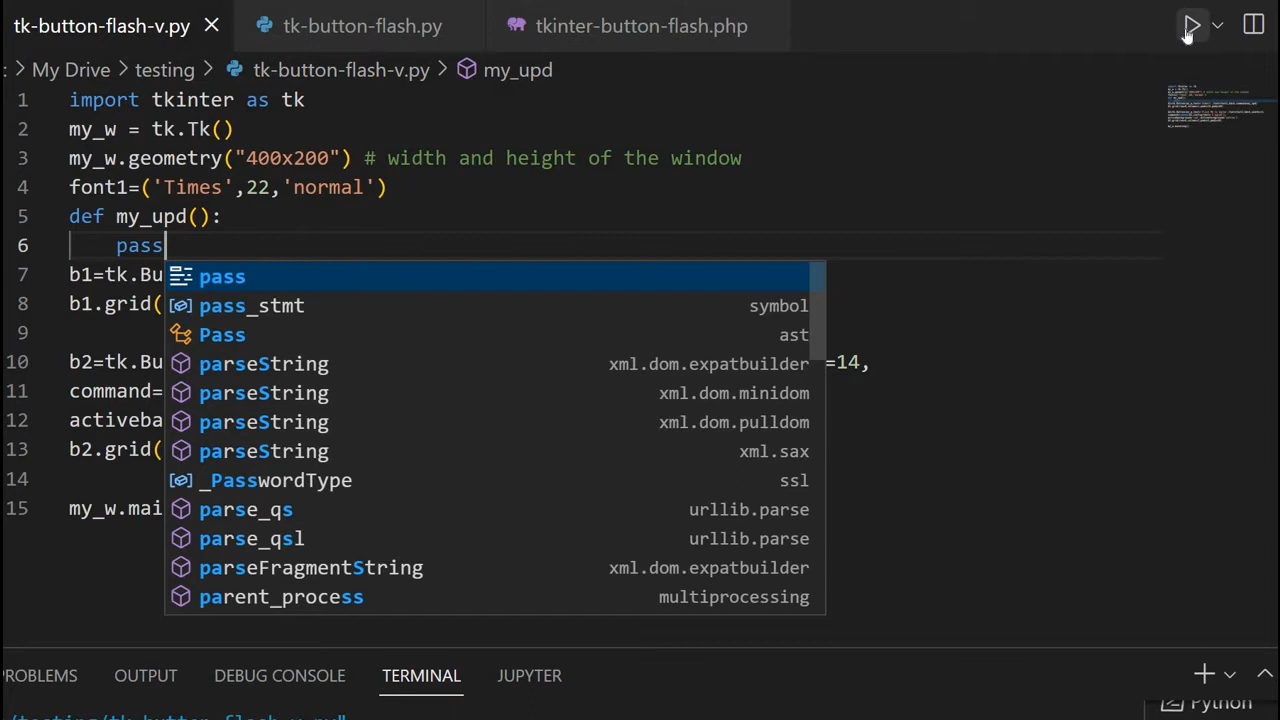 tk-button-flash-v.py tk-button-flash.py tkinter-button-flash.php
: > My Drive > testing > tk-button-flash-v.py > my_upd
1 import tkinter as tk
2 my_w = tk.Tk()
3 my_w.geometry("400x200") # width and height of the window
4 font1=('Times',22,'normal')
5 def my_upd():
6 pass
7 b1=tk.Bu
pass
8 b1.grid(
pass_stmt symbol
9
Pass ast
10 b2=tk.Bu =14,
parseString xml.dom.expatbuilder
11 command=
parseString xml.dom.minidom
12 activeba
parseString xml.dom.pulldom
13 b2.grid(
parseString xml.sax
14
_PasswordType ssl
15 my_w.mai
parse_qs urllib.parse
parse_qsl urllib.parse
parseFragmentString xml.dom.expatbuilder
parent_process multiprocessing
PROBLEMS OUTPUT DEBUG CONSOLE TERMINAL JUPYTER
/testing/tk-button-flash-v.py"
Python